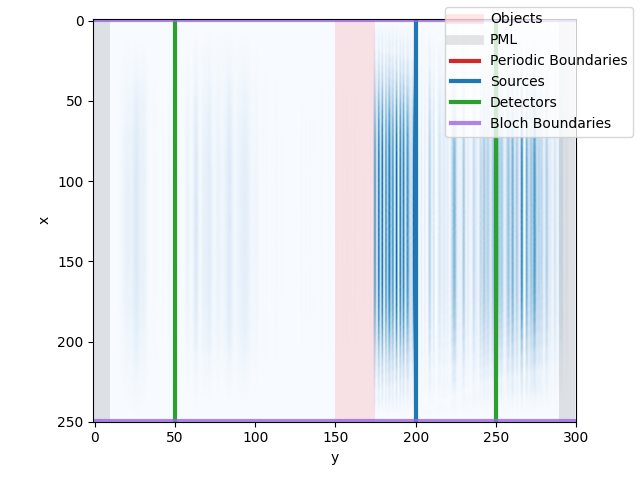 Objects
PML
Periodic Boundaries
Sources
Detectors
Bloch Boundaries
0
50
100
150
200
250
x
0
50
100
150
200
250
300
y